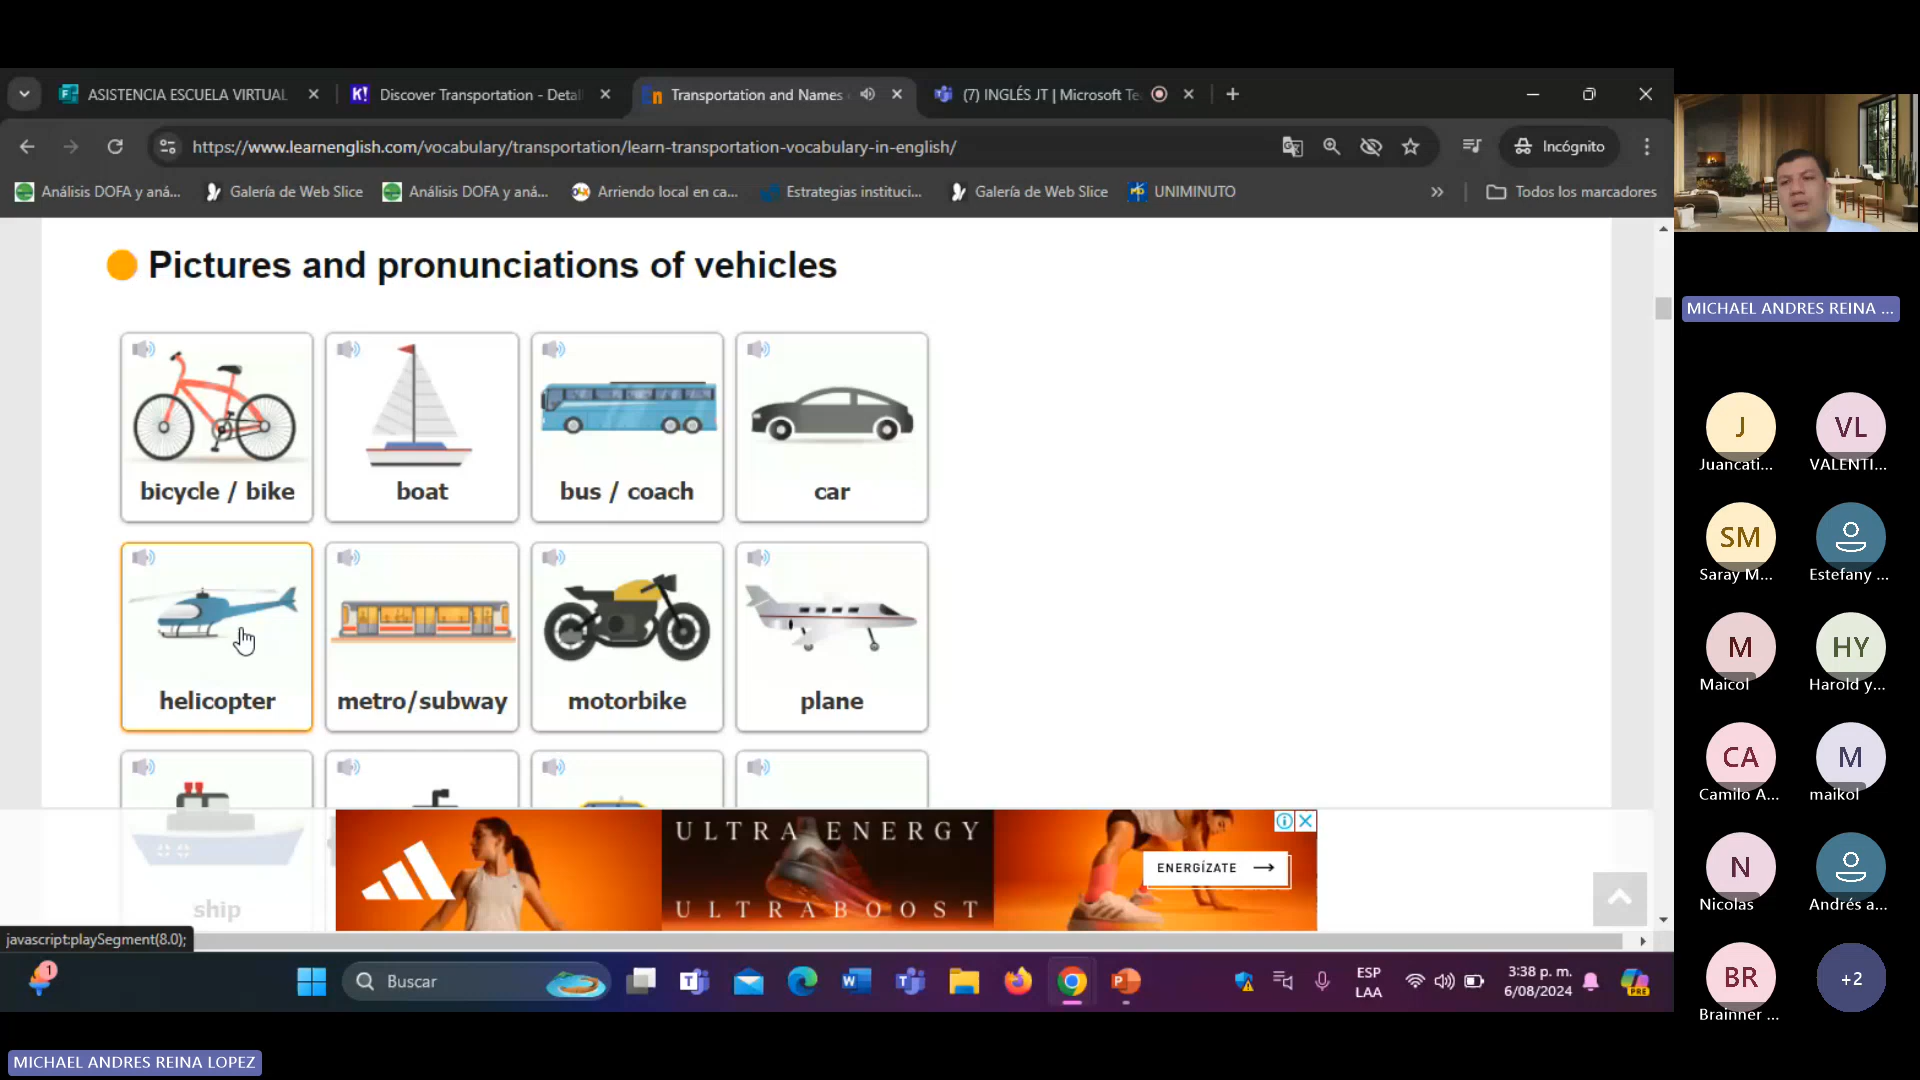 ASISTENCIA ESCUELA VIRTUAL
K! Discover Transportation - Detal
Transportation and Names
(7) INGLÉS JT | Microsoft Te
https://www.learnenglish.com/vocabulary/transportation/learn-transportation-vocabulary-in-english/
Incógnito
Análisis DOFA y aná...
Galería de Web Slice
Análisis DOFA y aná...
Arriendo local en ca...
Estrategias instituci...
Galería de Web Slice
UNIMINUTO
Todos los marcadores
Pictures and pronunciations of vehicles
bicycle / bike
boat
bus / coach
car
helicopter
metro/subway
motorbike
plane
ship
ULTRA ENERGY
ULTRABOOST
ENERGÍZATE
javascript:playSegment(8.0);
1
Buscar
ESP
LAA
3:38 p. m.
6/08/2024
PRE
MICHAEL ANDRES REINA ...
J
Juancati...
VL
VALENTI...
SM
Saray M...
Estefany ...
M
Maicol
HY
Harold y...
CA
Camilo A...
M
maikol
N
Nicolas
Andrés a...
BR
Brainner ...
+2
MICHAEL ANDRES REINA LOPEZ